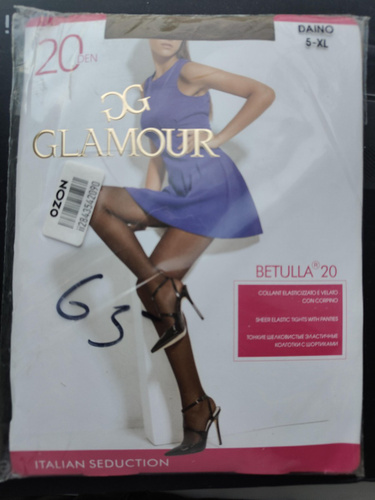 DAINO
5-XL
20 DEN
GG
GLAMOUR
OZON
63
BETULLA® 20
COLLANT ELASTICIZZATO E VELATO
CON CORPINO
SHEER ELASTIC TIGHTS WITH PANTIES
ТОНКИЕ ШЕЛКОВИСТЫЕ ЭЛАСТИЧНЫЕ
КОЛГОТКИ С ШОРТИКАМИ
ITALIAN SEDUCTION